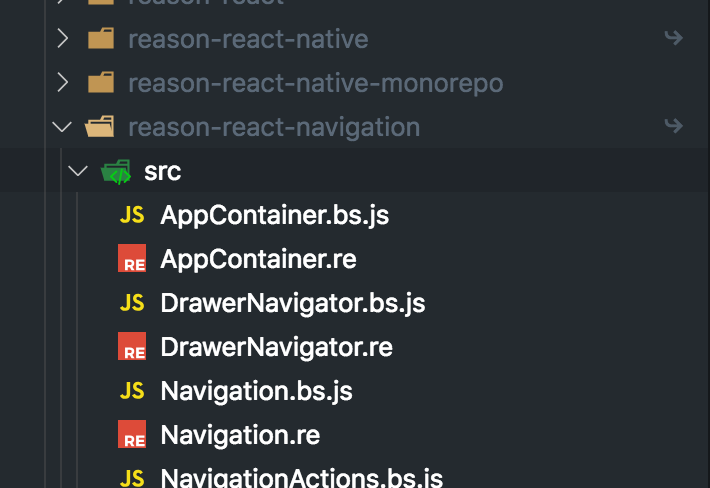 reason-react
reason-react-native
reason-react-native-monorepo
reason-react-navigation
src
JS AppContainer.bs.js
RE AppContainer.re
JS DrawerNavigator.bs.js
RE DrawerNavigator.re
JS Navigation.bs.js
RE Navigation.re
JS NavigationActions.bs.js